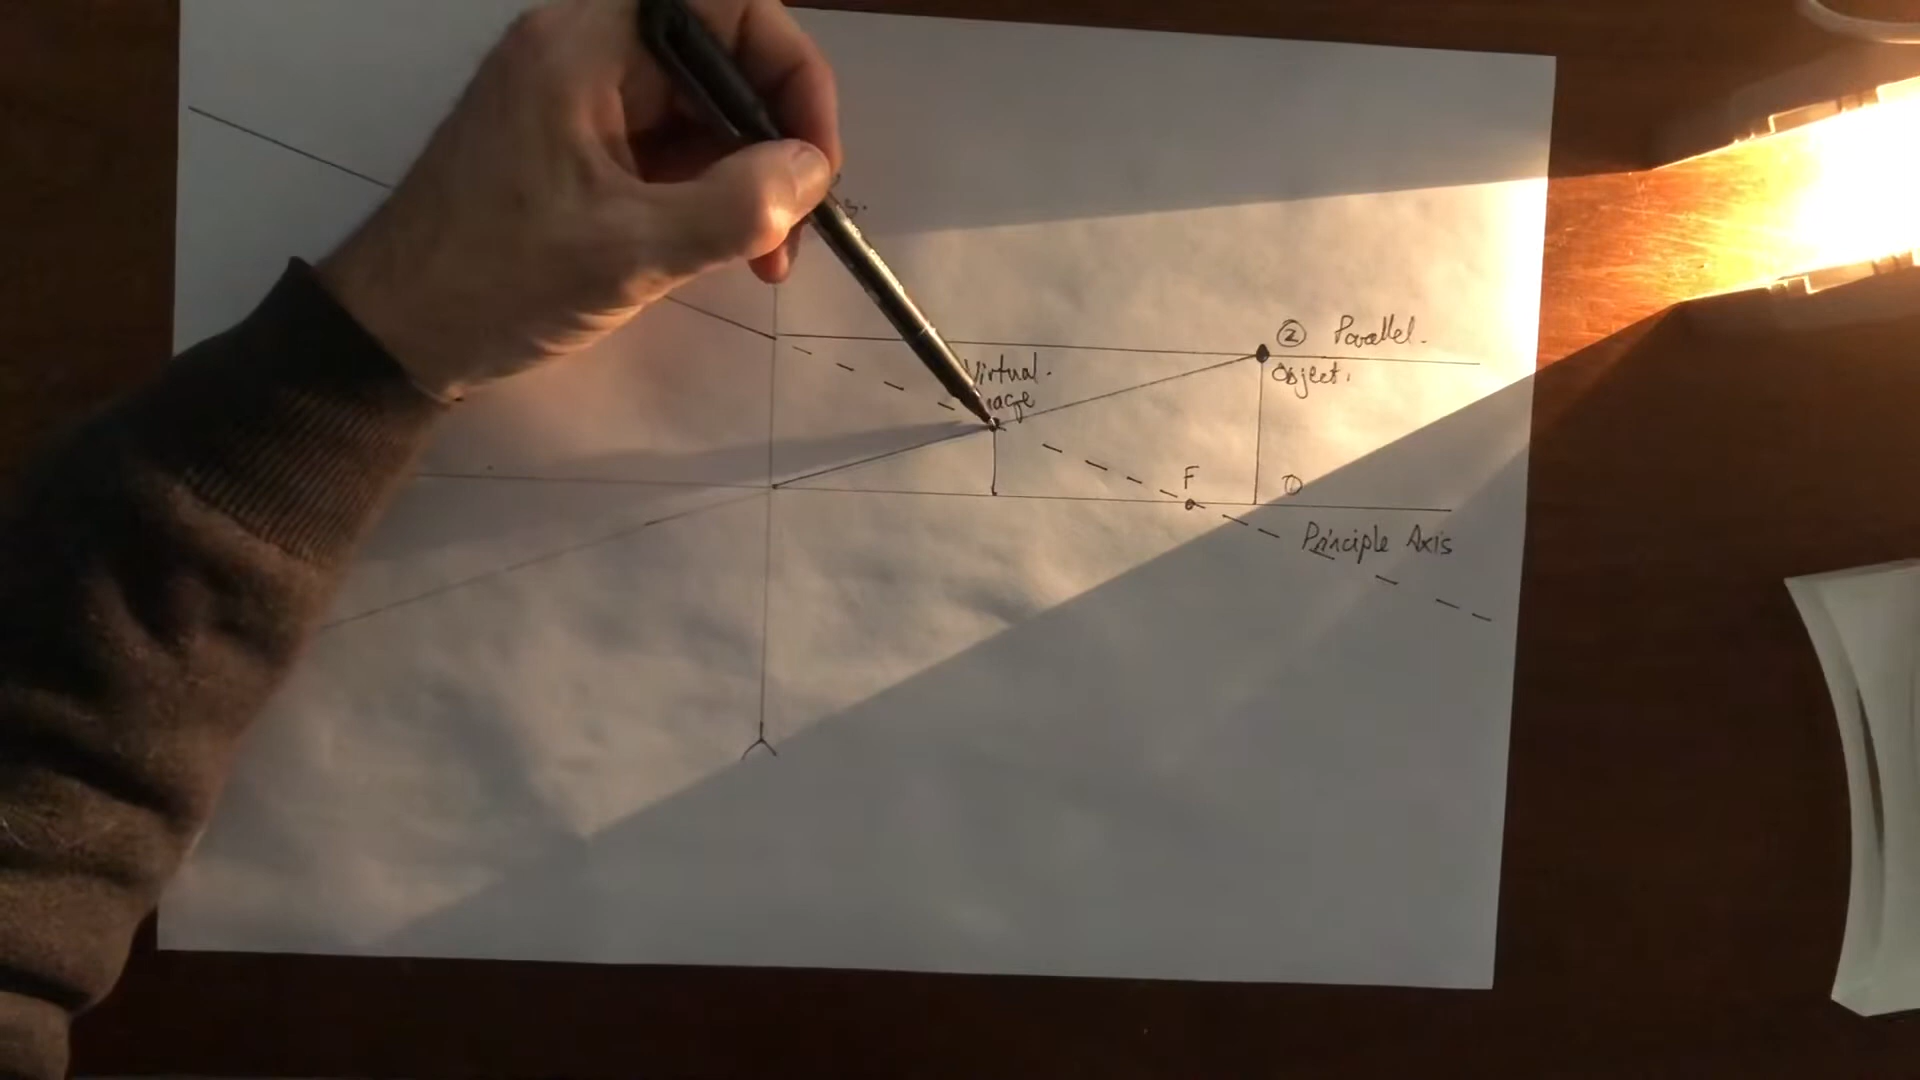 ② Parallel.
Object.
Virtual.
F
①
Principle Axis